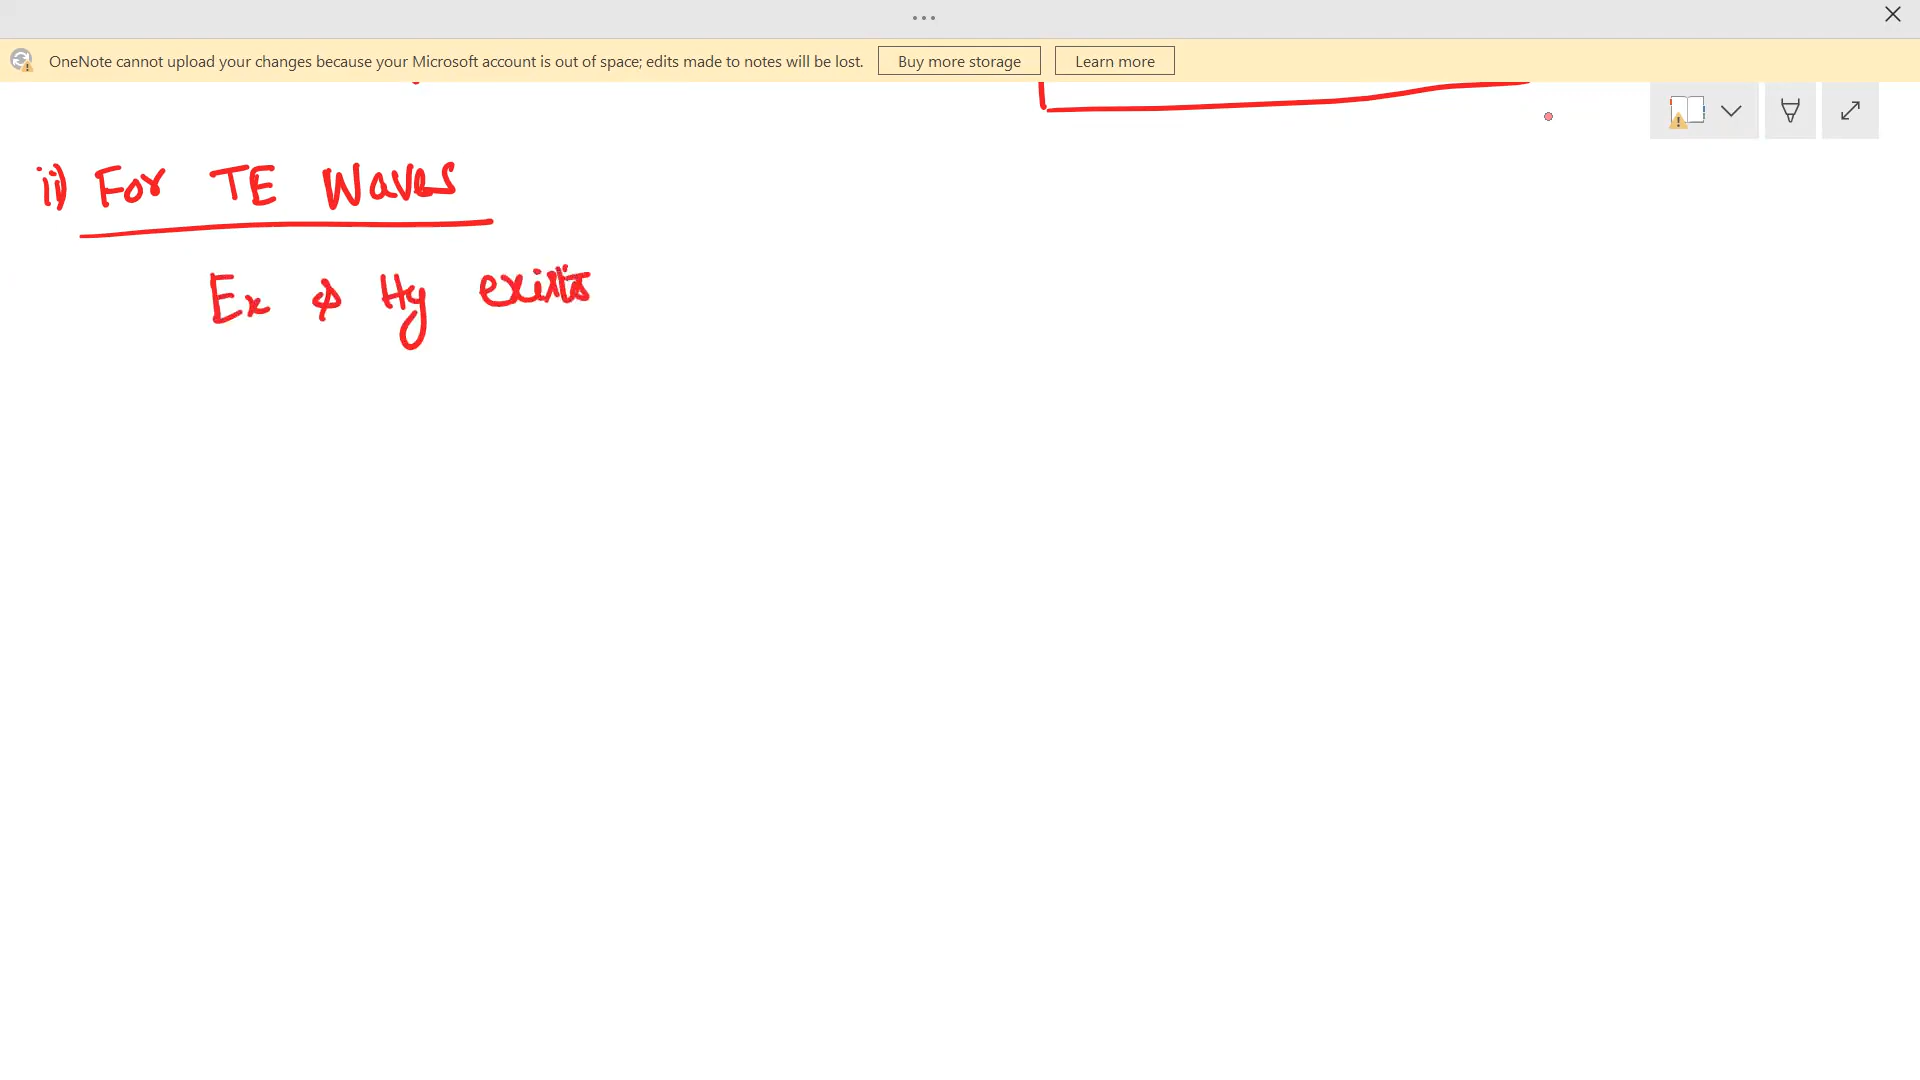 OneNote cannot upload your changes because your Microsoft account is out of space; edits made to notes will be lost. Buy more storage Learn more
ii) For TE Waves
Ex & Hy exists